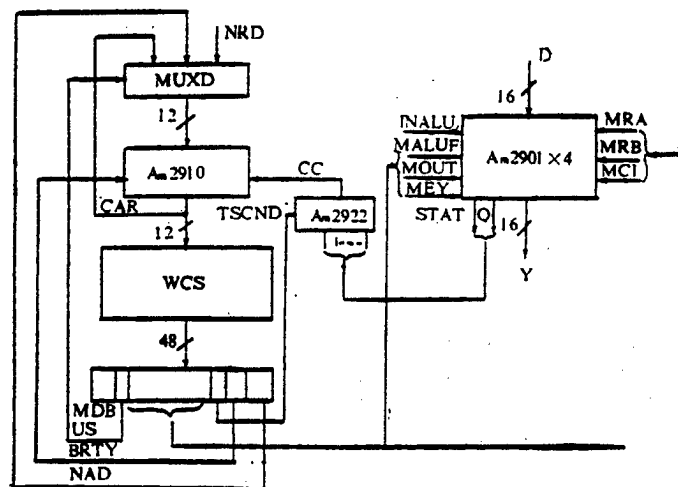 NRD
MUXD
12
Am2910
CAR
12
WCS
48
MDB
US
BRTY
NAD
CC
TSCND
Am2922
D
16
INALU
MALUF
MOUT
MEY
Am2901×4
MRA
MRB
MCI
STAT
Q
16
Y